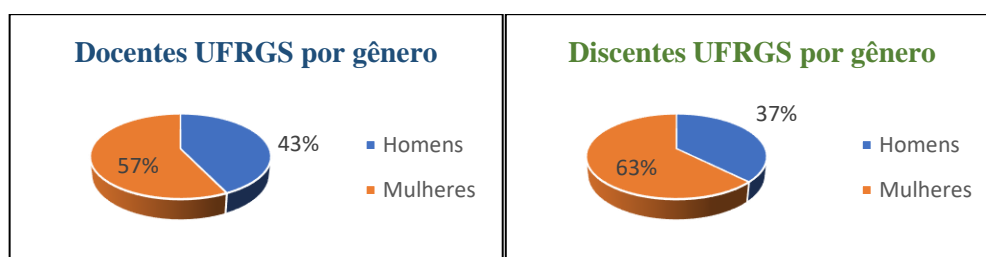 Docentes UFRGS por gênero
43%
57%
Homens
Mulheres
Discentes UFRGS por gênero
37%
63%
Homens
Mulheres